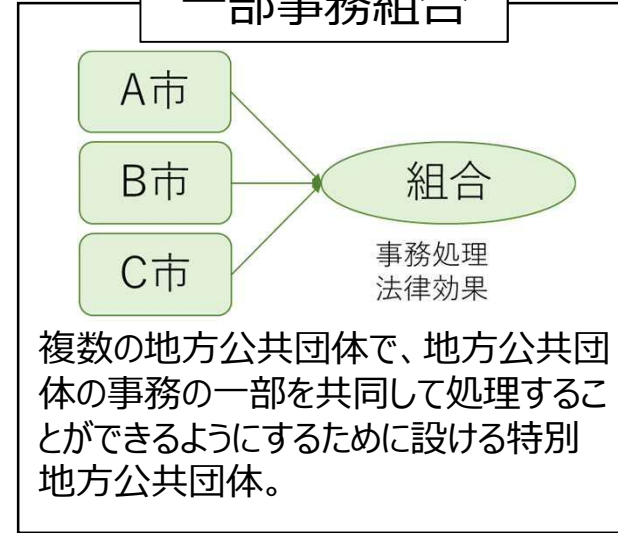 一部事務組合
A市
B市
C市
組合
事務処理
法律効果
複数の地方公共団体で、地方公共団
体の事務の一部を共同して処理するこ
とができるようにするために設ける特別
地方公共団体。